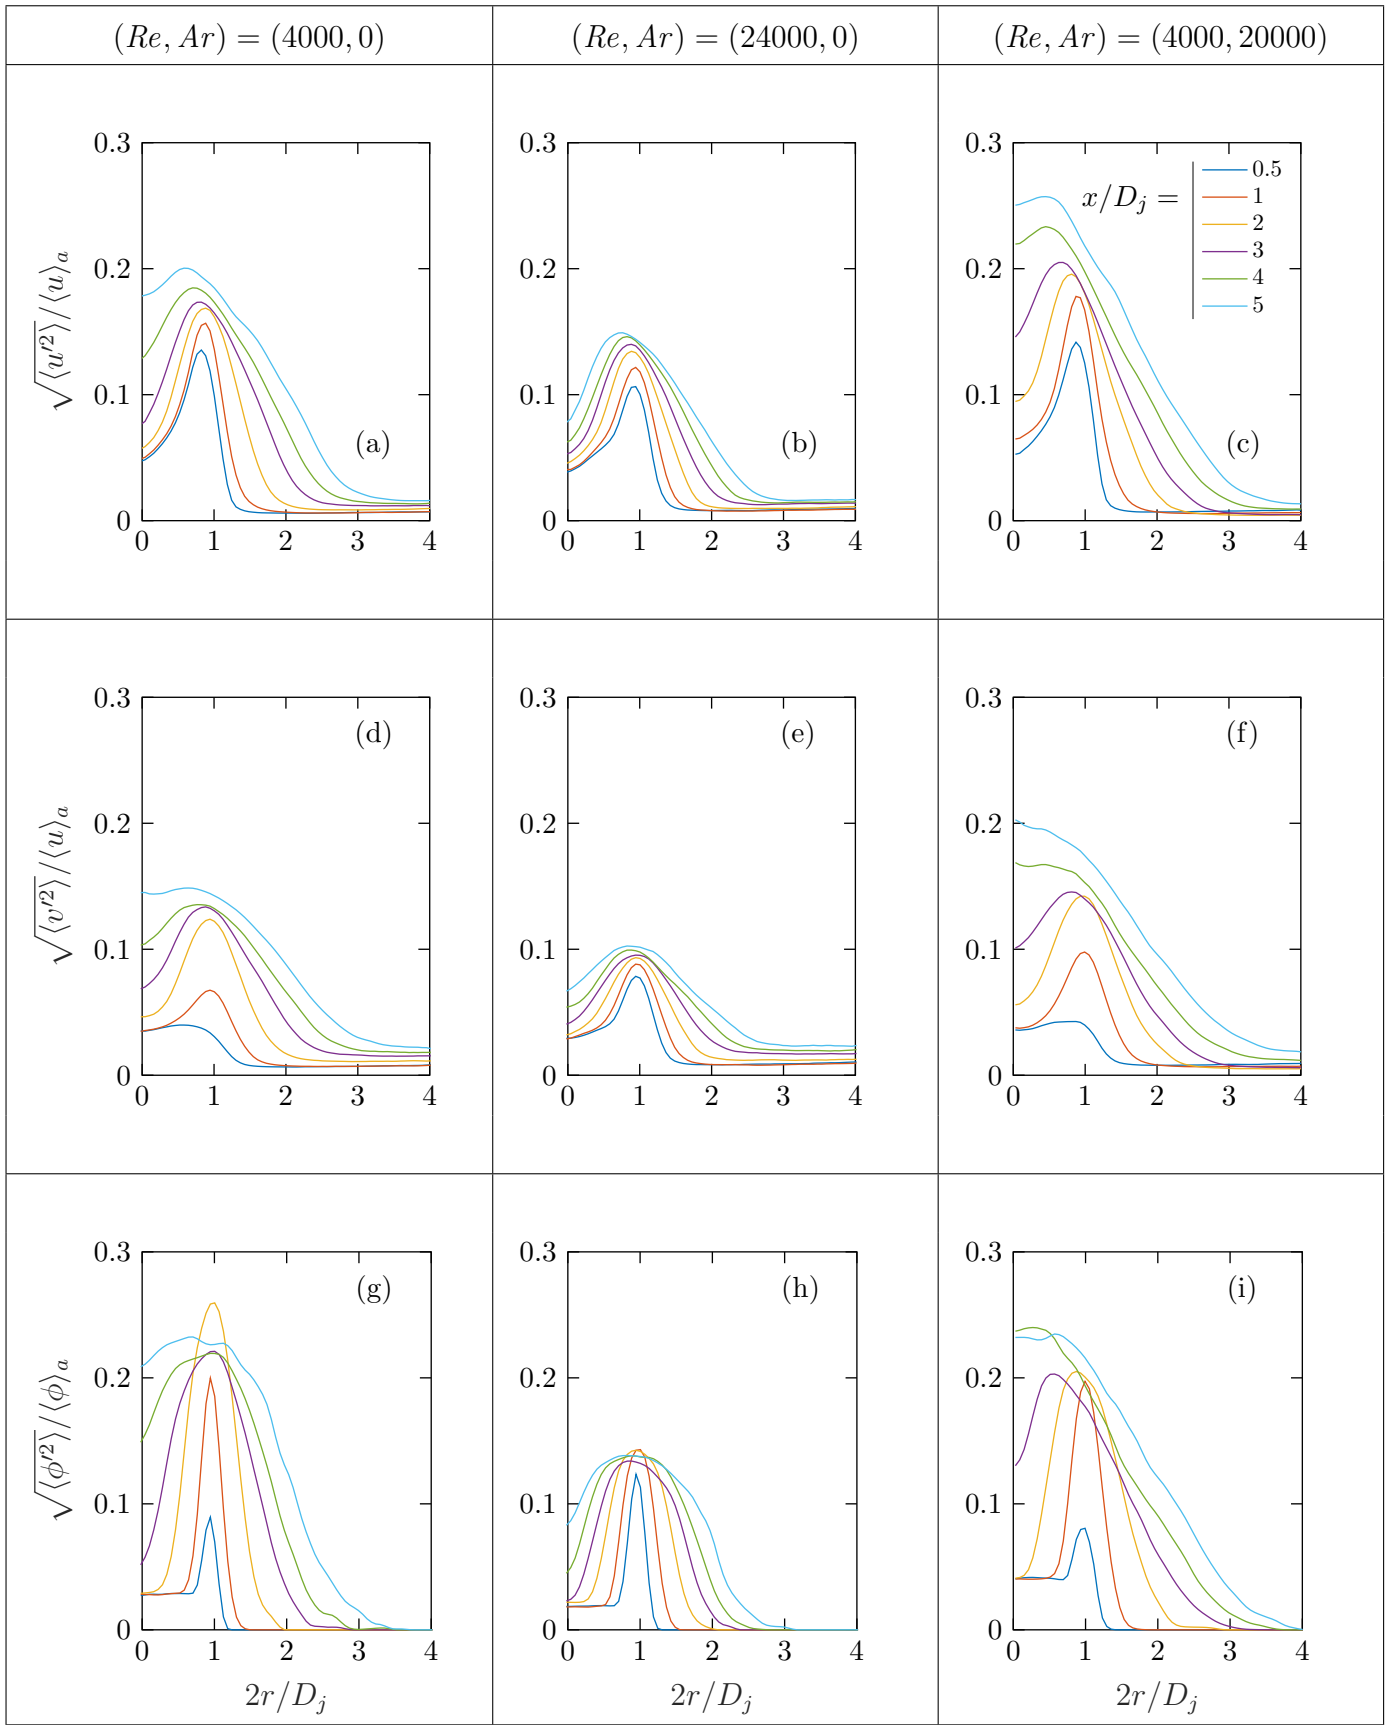 (Re, Ar) = (4000, 0) (Re, Ar) = (24000, 0) (Re, Ar) = (4000, 20000)
√⟨u′²⟩/⟨u⟩ₐ
0.3
0.2
0.1
0
0 1 2 3 4
(a)
0.3
0.2
0.1
0
0 1 2 3 4
(b)
0.3
0.2
0.1
0
0 1 2 3 4
(c)
x/D_j =
0.5
1
2
3
4
5
√⟨v′²⟩/⟨u⟩ₐ
0.3
0.2
0.1
0
0 1 2 3 4
(d)
0.3
0.2
0.1
0
0 1 2 3 4
(e)
0.3
0.2
0.1
0
0 1 2 3 4
(f)
√⟨ϕ′²⟩/⟨ϕ⟩ₐ
0.3
0.2
0.1
0
0 1 2 3 4
(g)
2r/D_j
0.3
0.2
0.1
0
0 1 2 3 4
(h)
2r/D_j
0.3
0.2
0.1
0
0 1 2 3 4
(i)
2r/D_j